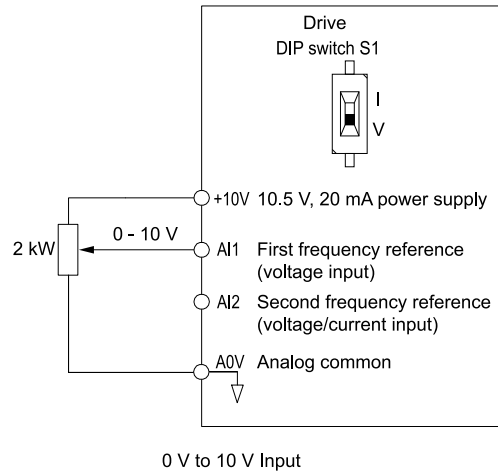 Drive
DIP switch S1
I
V
+10V 10.5 V, 20 mA power supply
0 - 10 V
2 kW
AI1 First frequency reference
(voltage input)
AI2 Second frequency reference
(voltage/current input)
A0V Analog common
0 V to 10 V Input